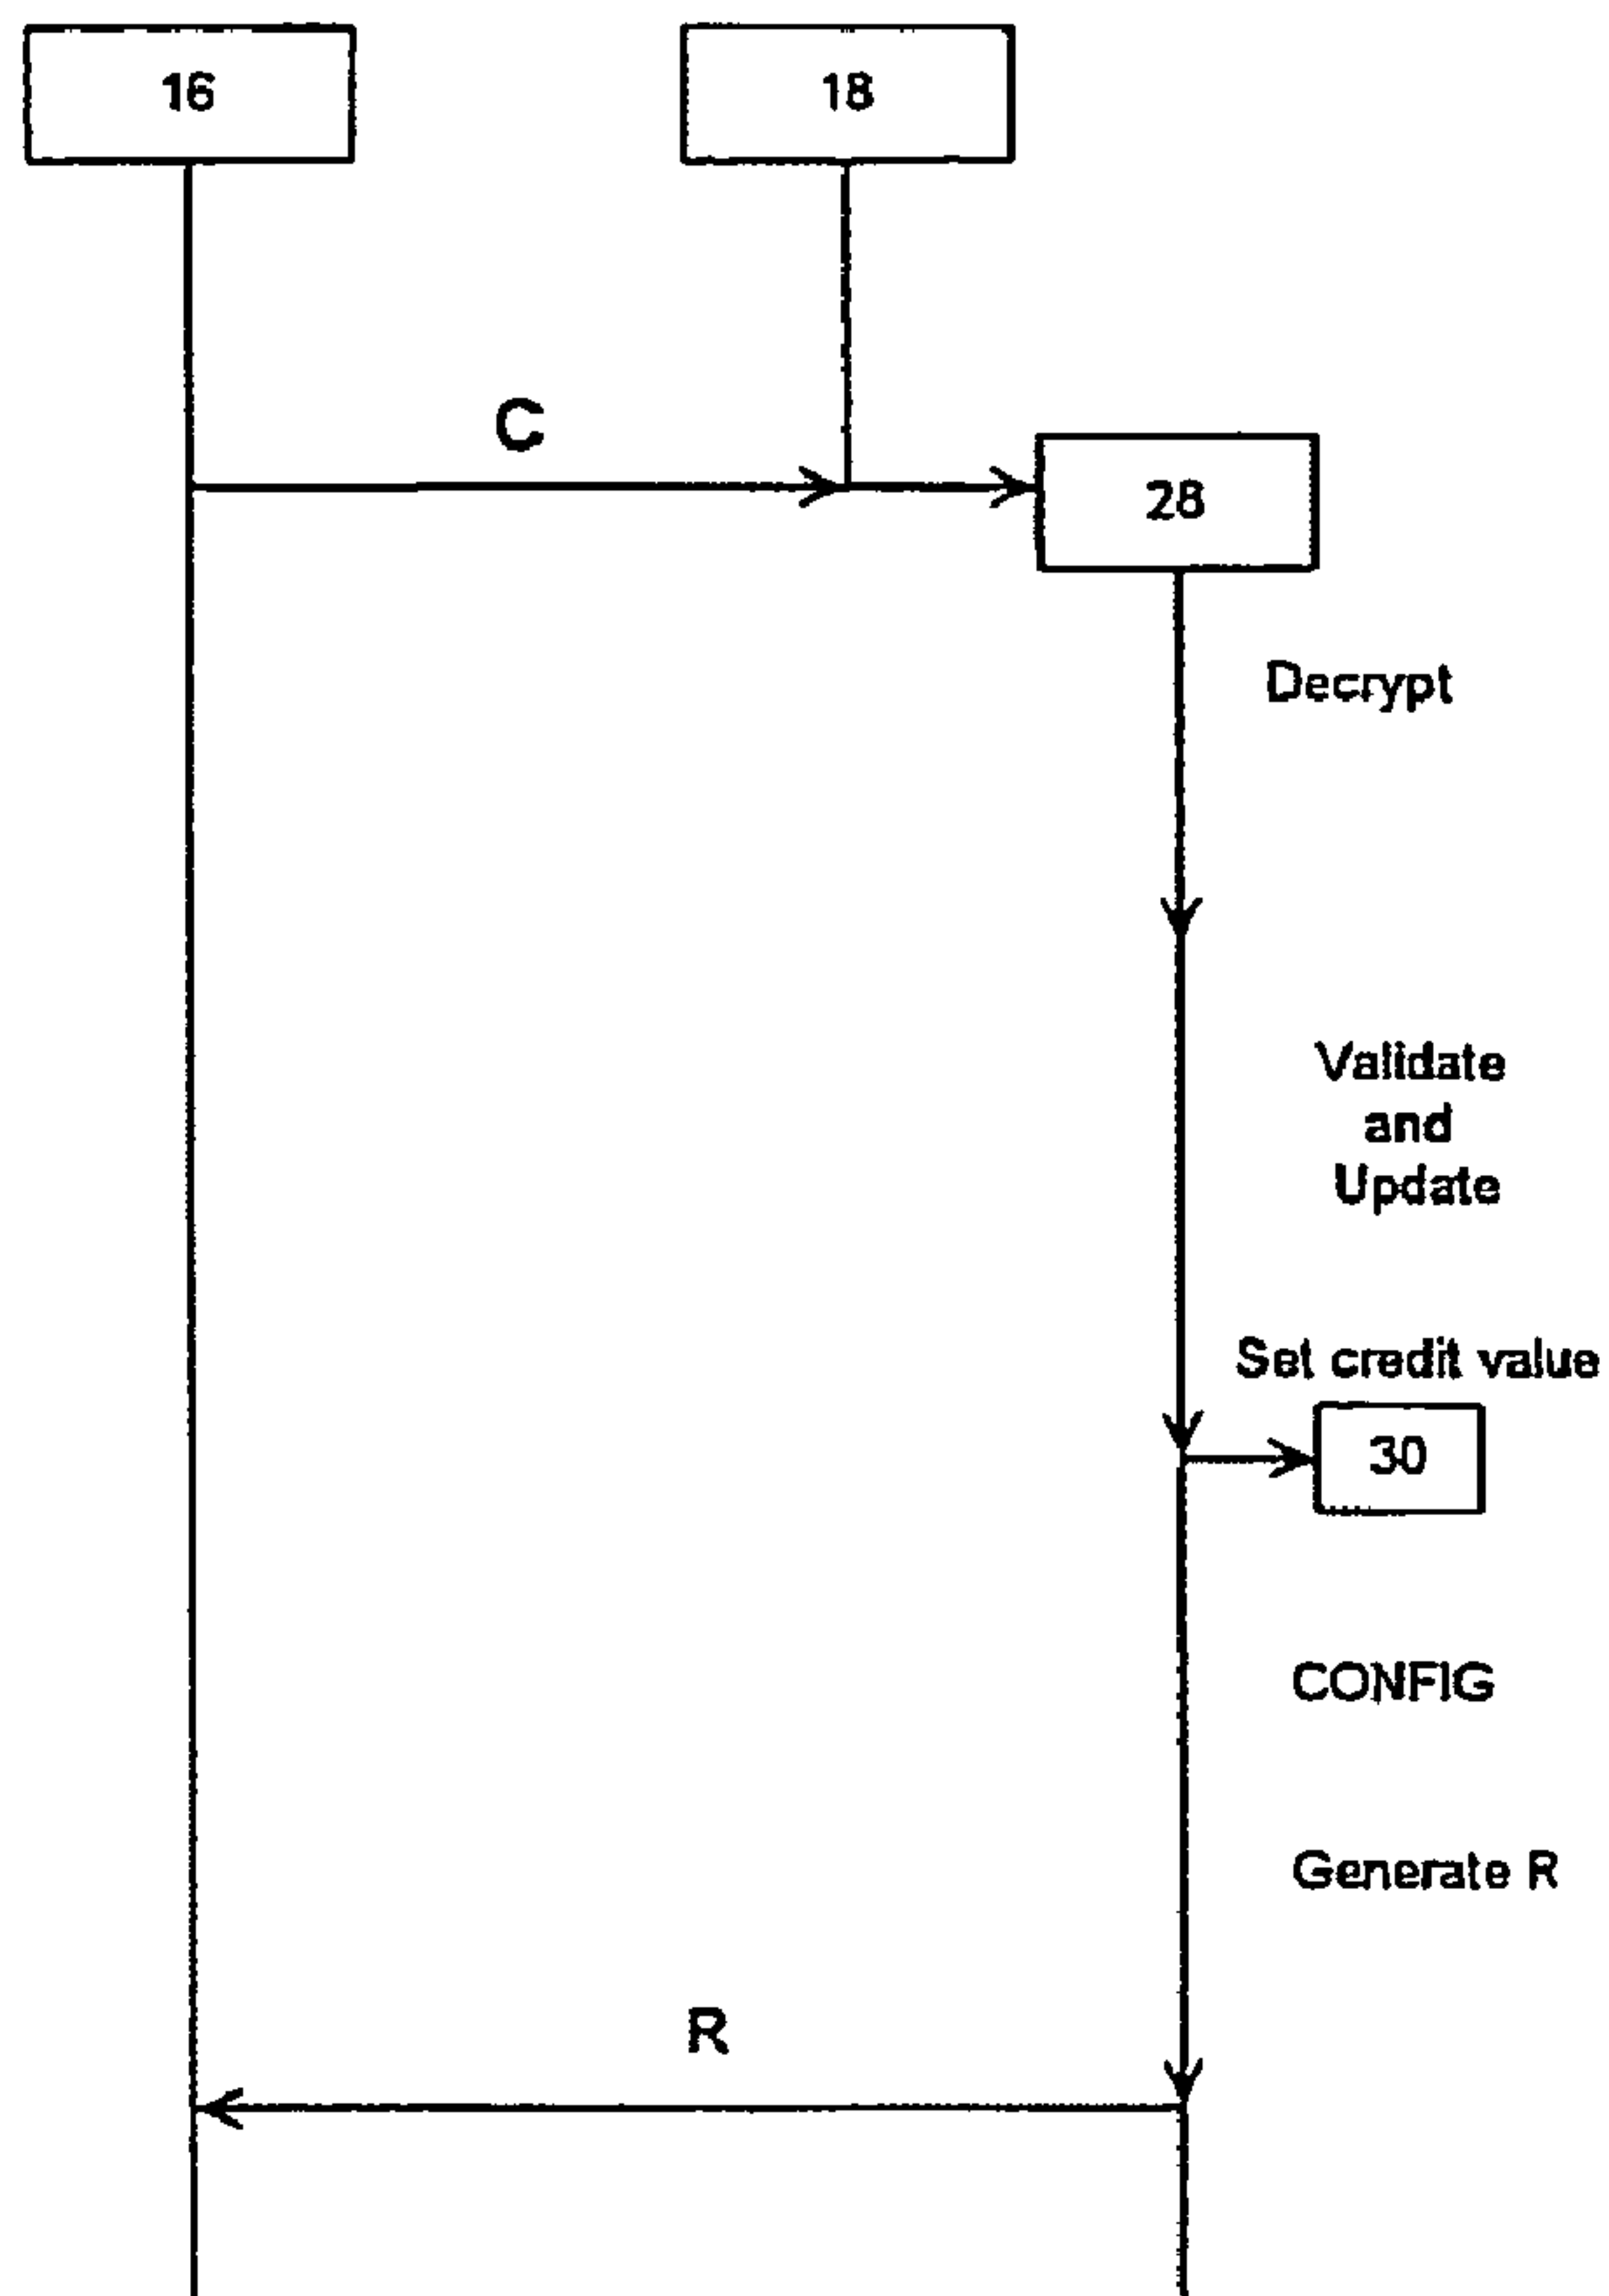 16
18
C
28
Decrypt
Validate
and
Update
Set credit value
30
CONFIG
Generate R
R